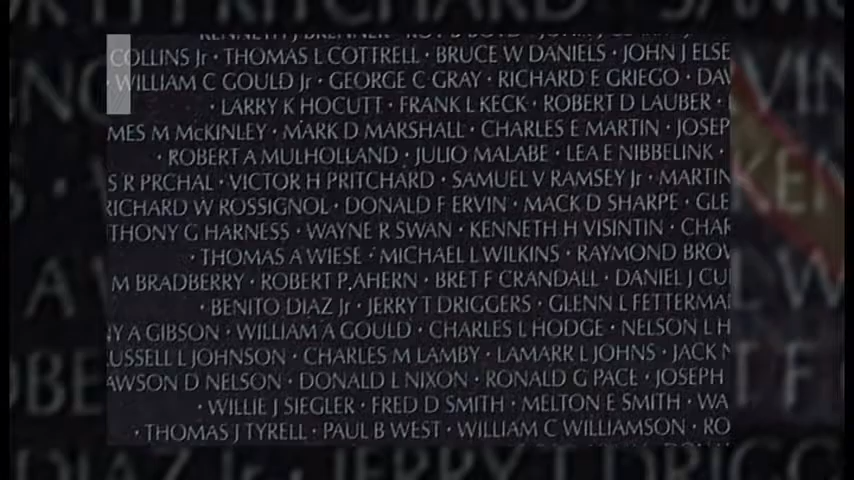 KENNETH J BRENNER
COLLINS Jr · THOMAS L COTTRELL · BRUCE W DANIELS · JOHN J ELSE
· WILLIAM C GOULD Jr · GEORGE C GRAY · RICHARD E GRIEGO · DAV
· LARRY K HOCUTT · FRANK L KECK · ROBERT D LAUBER ·
MES M McKINLEY · MARK D MARSHALL · CHARLES E MARTIN · JOSEP
· ROBERT A MULHOLLAND · JULIO MALABE · LEA E NIBBELINK ·
S R PRCHAL · VICTOR H PRITCHARD · SAMUEL V RAMSEY Jr · MARTIN
RICHARD W ROSSIGNOL · DONALD F ERVIN · MACK D SHARPE · GLE
THONY G HARNESS · WAYNE R SWAN · KENNETH H VISINTIN · CHAR
· THOMAS A WIESE · MICHAEL L WILKINS · RAYMOND BROW
M BRADBERRY · ROBERT P AHERN · BRET F CRANDALL · DANIEL J CU
· BENITO DIAZ Jr · JERRY T DRIGGERS · GLENN L FETTERMA
Y A GIBSON · WILLIAM A GOULD · CHARLES L HODGE · NELSON L H
USSELL L JOHNSON · CHARLES M LAMBY · LAMARR L JOHNS · JACK
AWSON D NELSON · DONALD L NIXON · RONALD G PACE · JOSEPH
· WILLIE J SIEGLER · FRED D SMITH · MELTON E SMITH · WA
· THOMAS J TYRELL · PAUL B WEST · WILLIAM C WILLIAMSON · RO